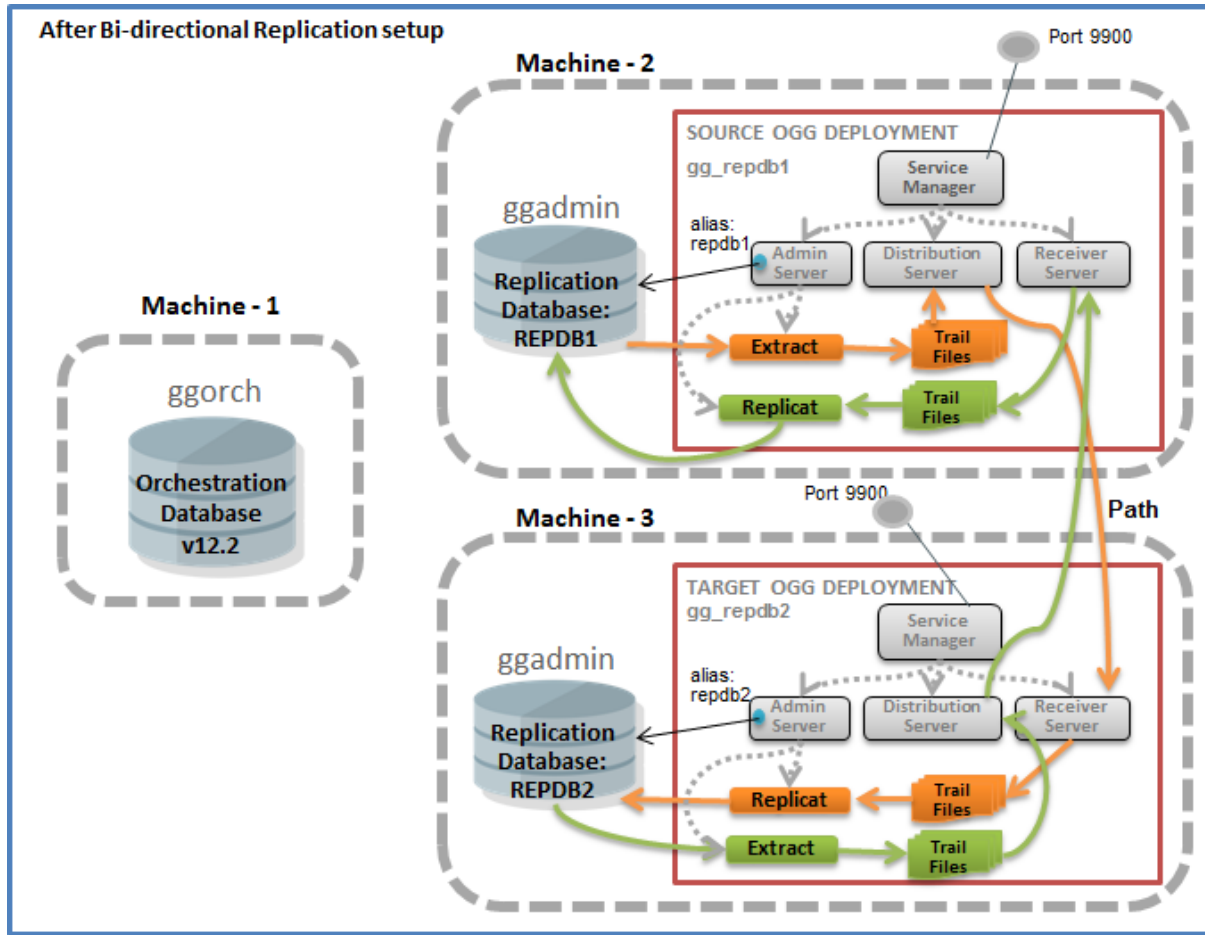 After Bi-directional Replication setup
Port 9900
Machine - 2
SOURCE OGG DEPLOYMENT
gg_repdb1
Service
Manager
ggadmin
alias:
repdb1
Admin
Server
Distribution
Server
Receiver
Server
Replication
Database:
REPDB1
Extract
Trail
Files
Replicat
Trail
Files
Machine - 1
ggorch
Orchestration
Database
v12.2
Port 9900
Path
Machine - 3
TARGET OGG DEPLOYMENT
gg_repdb2
Service
Manager
ggadmin
alias:
repdb2
Admin
Server
Distribution
Server
Receiver
Server
Replication
Database:
REPDB2
Replicat
Trail
Files
Extract
Trail
Files